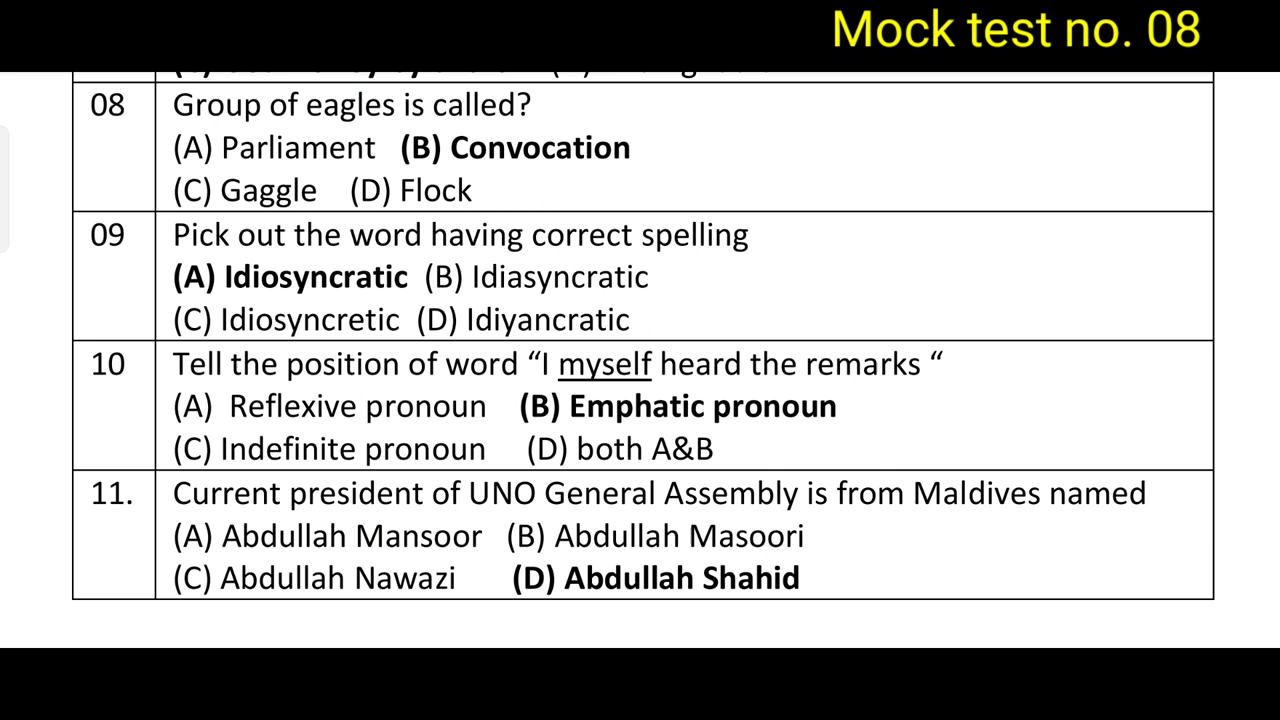 Mock test no. 08
08 Group of eagles is called?
(A) Parliament (B) Convocation
(C) Gaggle (D) Flock
09 Pick out the word having correct spelling
(A) Idiosyncratic (B) Idiasyncratic
(C) Idiosyncretic (D) Idiyancratic
10 Tell the position of word “I myself heard the remarks “
(A) Reflexive pronoun (B) Emphatic pronoun
(C) Indefinite pronoun (D) both A&B
11. Current president of UNO General Assembly is from Maldives named
(A) Abdullah Mansoor (B) Abdullah Masoori
(C) Abdullah Nawazi (D) Abdullah Shahid